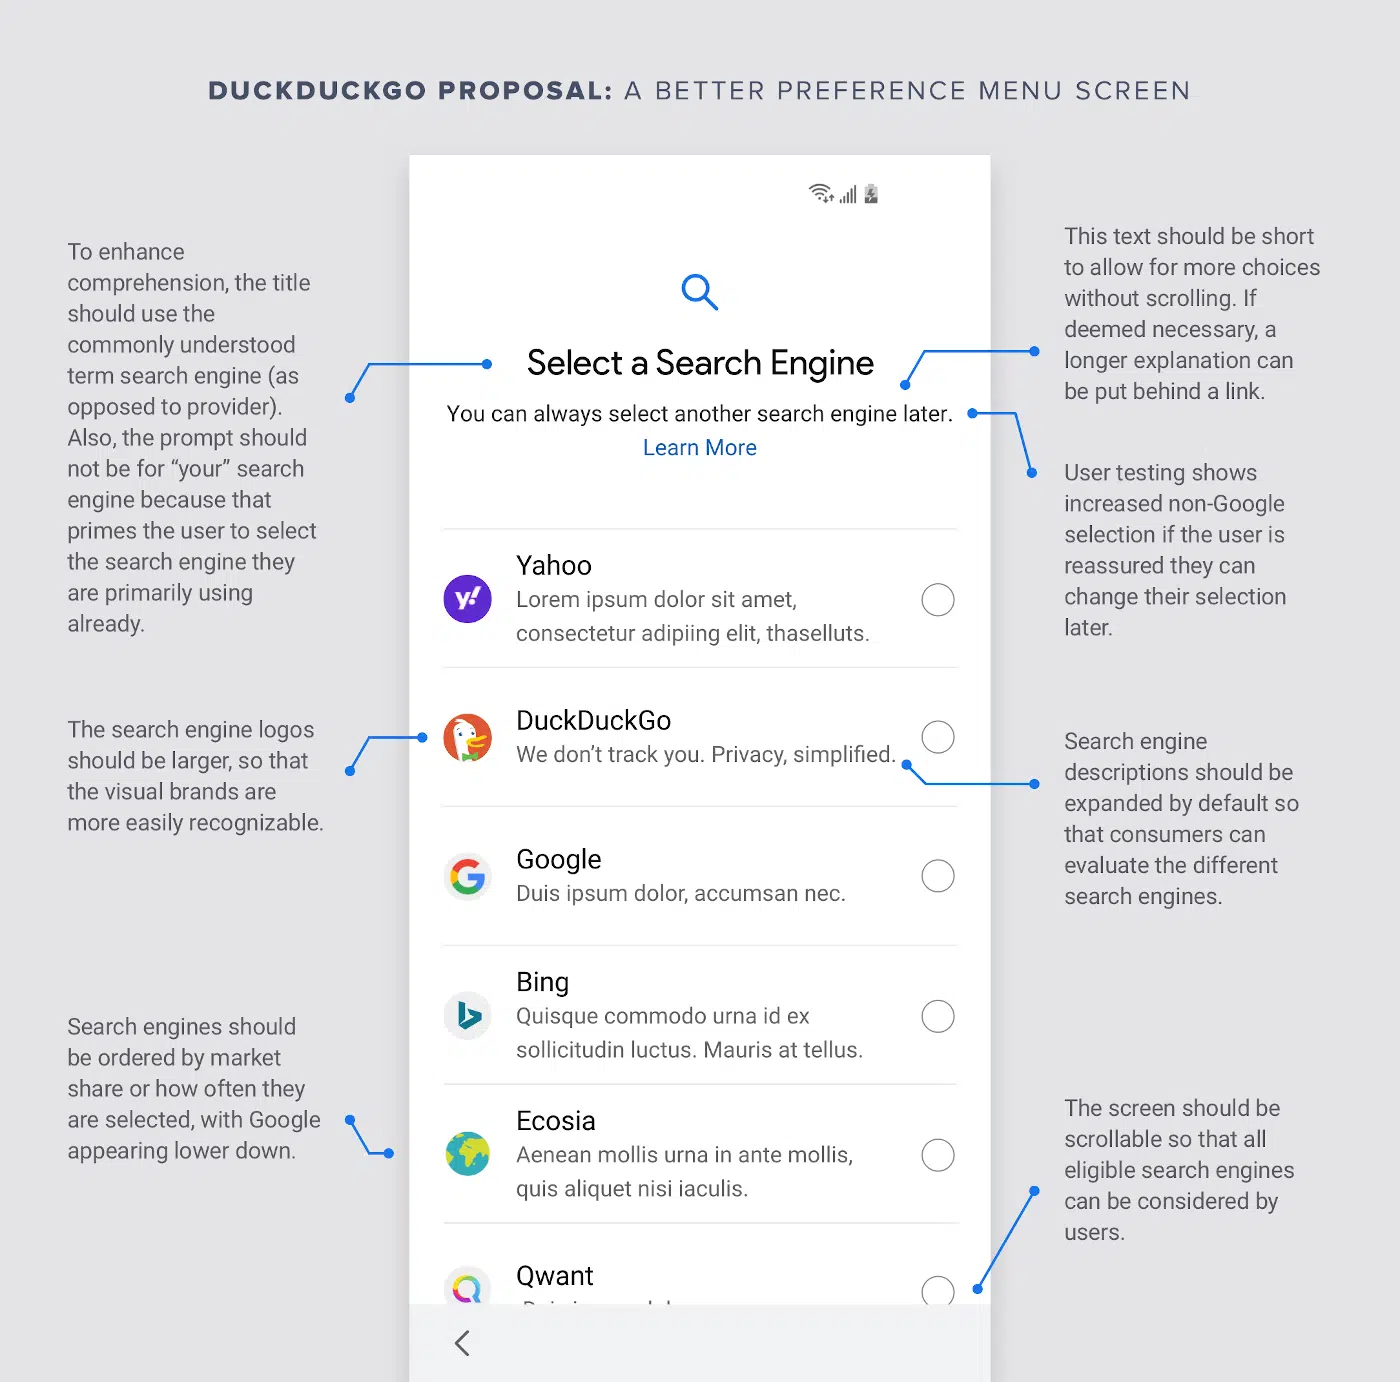 DUCKDUCKGO PROPOSAL: A BETTER PREFERENCE MENU SCREEN
To enhance
comprehension, the title
should use the
commonly understood
term search engine (as
opposed to provider).
Also, the prompt should
not be for “your” search
engine because that
primes the user to select
the search engine they
are primarily using
already.
The search engine logos
should be larger, so that
the visual brands are
more easily recognizable.
Search engines should
be ordered by market
share or how often they
are selected, with Google
appearing lower down.
Select a Search Engine
You can always select another search engine later.
Learn More
Yahoo
Lorem ipsum dolor sit amet,
consectetur adipiing elit, thaselluts.
DuckDuckGo
We don’t track you. Privacy, simplified.
Google
Duis ipsum dolor, accumsan nec.
Bing
Quisque commodo urna id ex
sollicitudin luctus. Mauris at tellus.
Ecosia
Aenean mollis urna in ante mollis,
quis aliquet nisi iaculis.
Qwant
This text should be short
to allow for more choices
without scrolling. If
deemed necessary, a
longer explanation can
be put behind a link.
User testing shows
increased non-Google
selection if the user is
reassured they can
change their selection
later.
Search engine
descriptions should be
expanded by default so
that consumers can
evaluate the different
search engines.
The screen should be
scrollable so that all
eligible search engines
can be considered by
users.